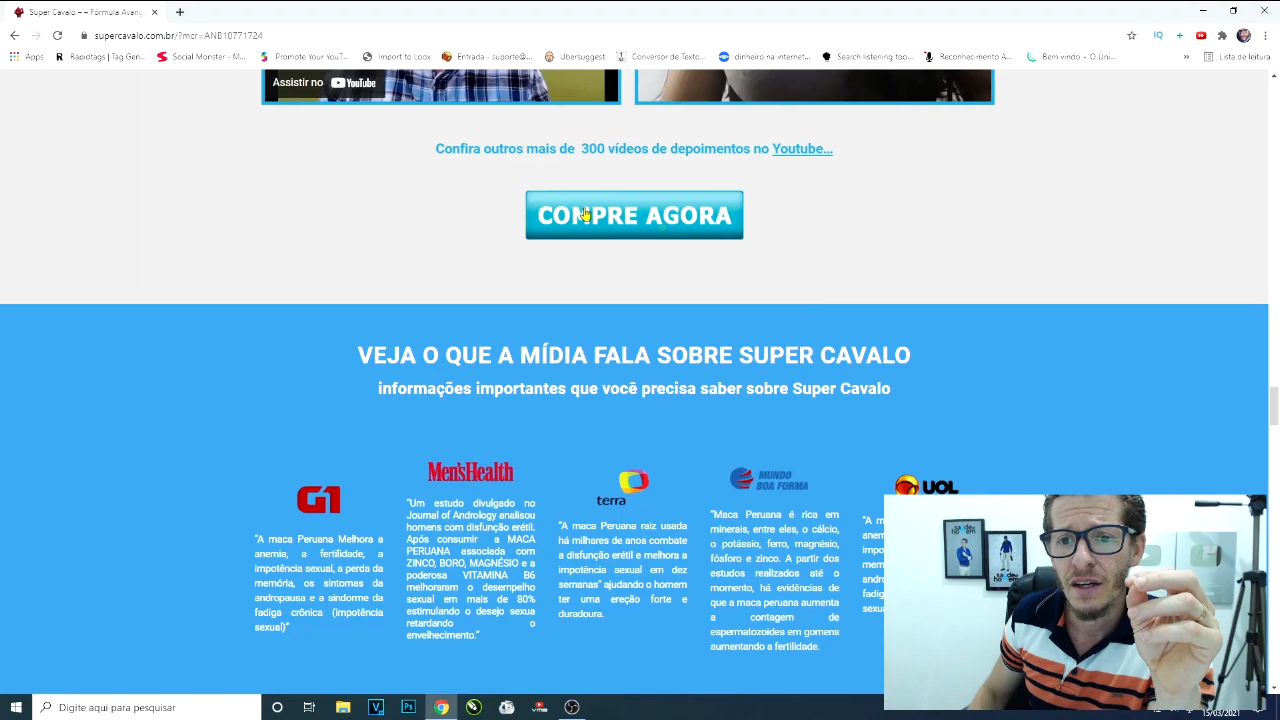 Super Cavalo → Fórmula Avanç
supercavalo.com.br/?mcr=ANB10771724
Apps
Rapidtags | Tag Gen...
Social Monster - M...
Promote Your YouT...
Import to Loox
Entrada - suporte@...
Ubersuggest
Conversor de Texto...
dinheiro na internet...
Search listening too...
Reconhecimento A...
Bem vindo + O Úni...
»
Lista de leitura
Assistir no YouTube
Confira outros mais de 300 vídeos de depoimentos no Youtube...
COMPRE AGORA
VEJA O QUE A MÍDIA FALA SOBRE SUPER CAVALO
informações importantes que você precisa saber sobre Super Cavalo
G1
“A maca Peruana Melhora a
anemia, a fertilidade, a
impotência sexual, a perda da
memória, os sintomas da
andropausa e a sindorme da
fadiga crônica (impotência
sexual)”
Men'sHealth
“Um estudo divulgado no
Journal of Andrology analisou
homens com disfunção erétil.
Após consumir a MACA
PERUANA associada com
ZINCO, BORO, MAGNÉSIO e a
poderosa VITAMINA B6
melhoraram o desempelho
sexual em mais de 80%
estimulando o desejo sexua
retardando o
envelhecimento.”
terra
“A maca Peruana raiz usada
há milhares de anos combate
a disfunção erétil e melhora a
impotência sexual em dez
semanas” ajudando o homem
ter uma ereção forte e
duradoura.
MUNDO
BOA FORMA
“Maca Peruana é rica em
minerais, entre eles, o cálcio,
o potássio, ferro, magnésio,
fósforo e zinco. A partir dos
estudos realizados até o
momento, há evidências de
que a maca peruana aumenta
a contagem de
espermatozoides em gomens
aumentando a fertilidade.
UOL
Digite aqui para pesquisar
15/03/2021